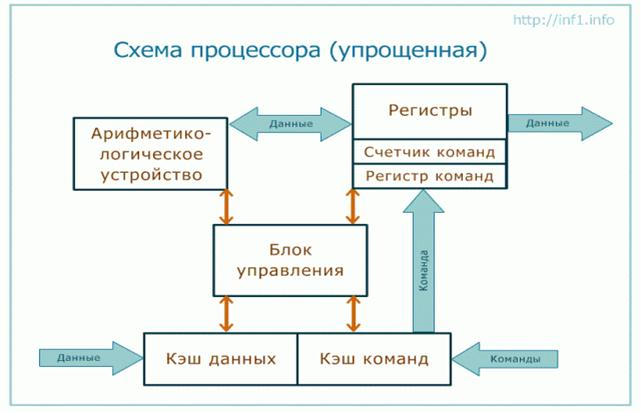 http://inf1.info
Схема процессора (упрощенная)
Арифметико-
логическое
устройство
Данные
Регистры
Счетчик команд
Регистр команд
Данные
Блок
управления
Команда
Данные
Кэш данных
Кэш команд
Команды